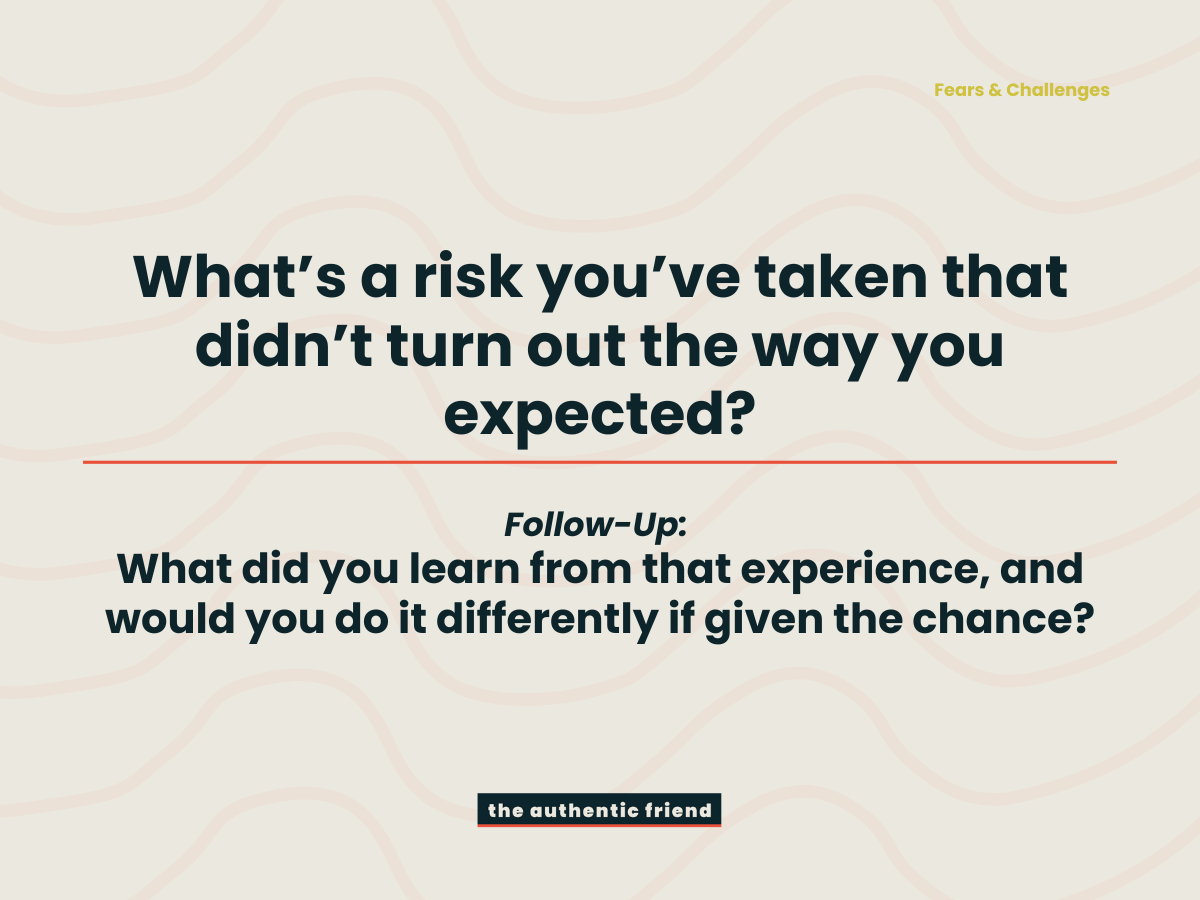 Fears & Challenges
What’s a risk you’ve taken that
didn’t turn out the way you
expected?
Follow-Up:
What did you learn from that experience, and
would you do it differently if given the chance?
the authentic friend